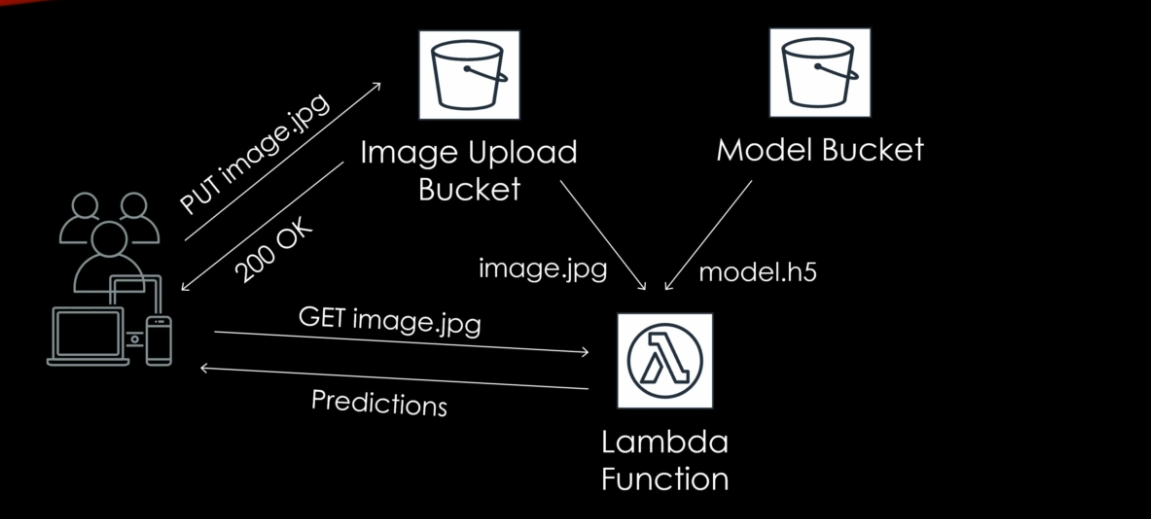 PUT image.jpg
200 OK
Image Upload
Bucket
Model Bucket
image.jpg
model.h5
GET image.jpg
Predictions
Lambda
Function